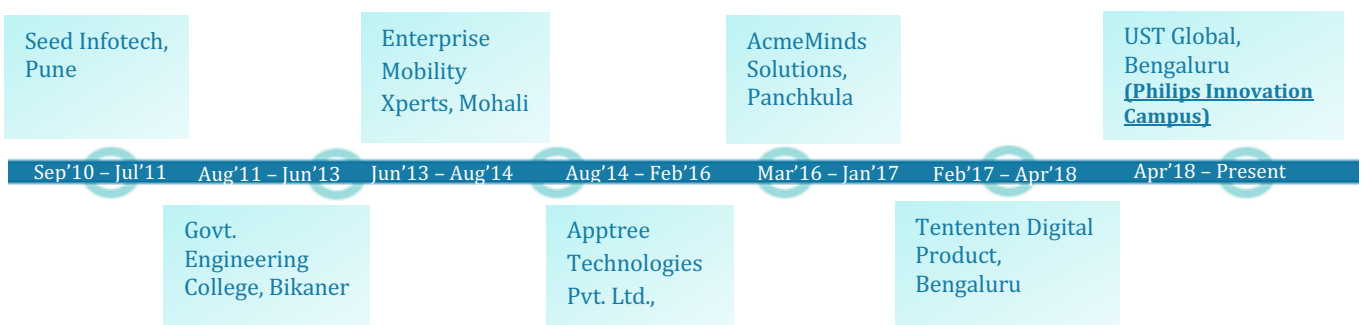 Seed Infotech,
Pune
Enterprise
Mobility
Xperts, Mohali
AcmeMinds
Solutions,
Panchkula
UST Global,
Bengaluru
(Philips Innovation
Campus)
Sep’10 – Jul’11 Aug’11 – Jun’13 Jun’13 – Aug’14 Aug’14 – Feb’16 Mar’16 – Jan’17 Feb’17 – Apr’18 Apr’18 – Present
Govt.
Engineering
College, Bikaner
Apptree
Technologies
Pvt. Ltd.,
Tententen Digital
Product,
Bengaluru